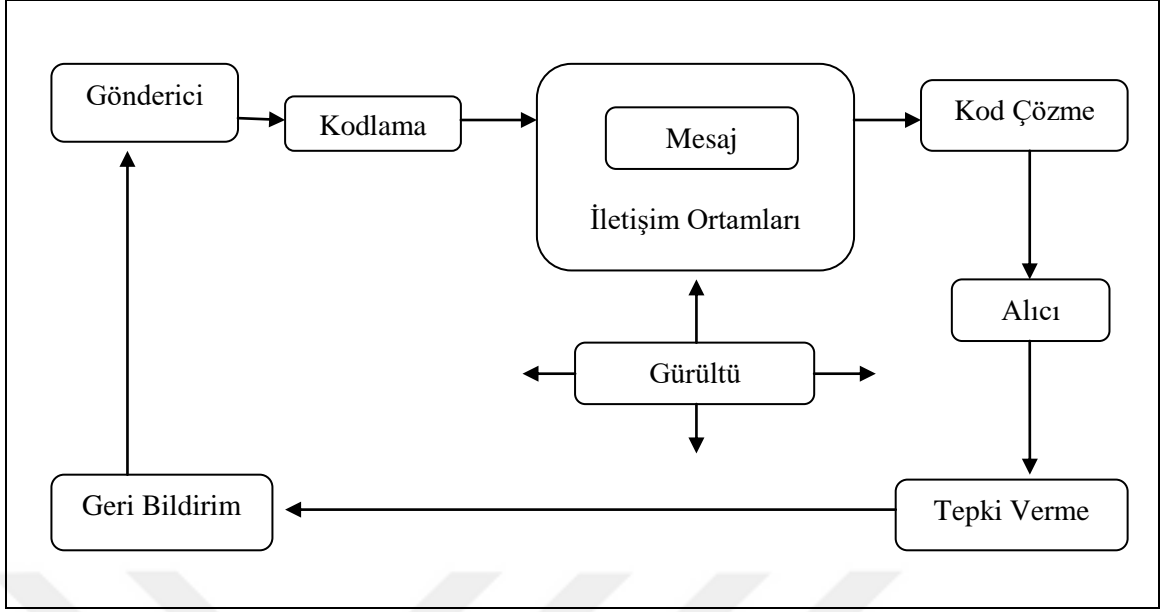 Gönderici
Kodlama
Mesaj
İletişim Ortamları
Kod Çözme
Alıcı
Gürültü
Tepki Verme
Geri Bildirim